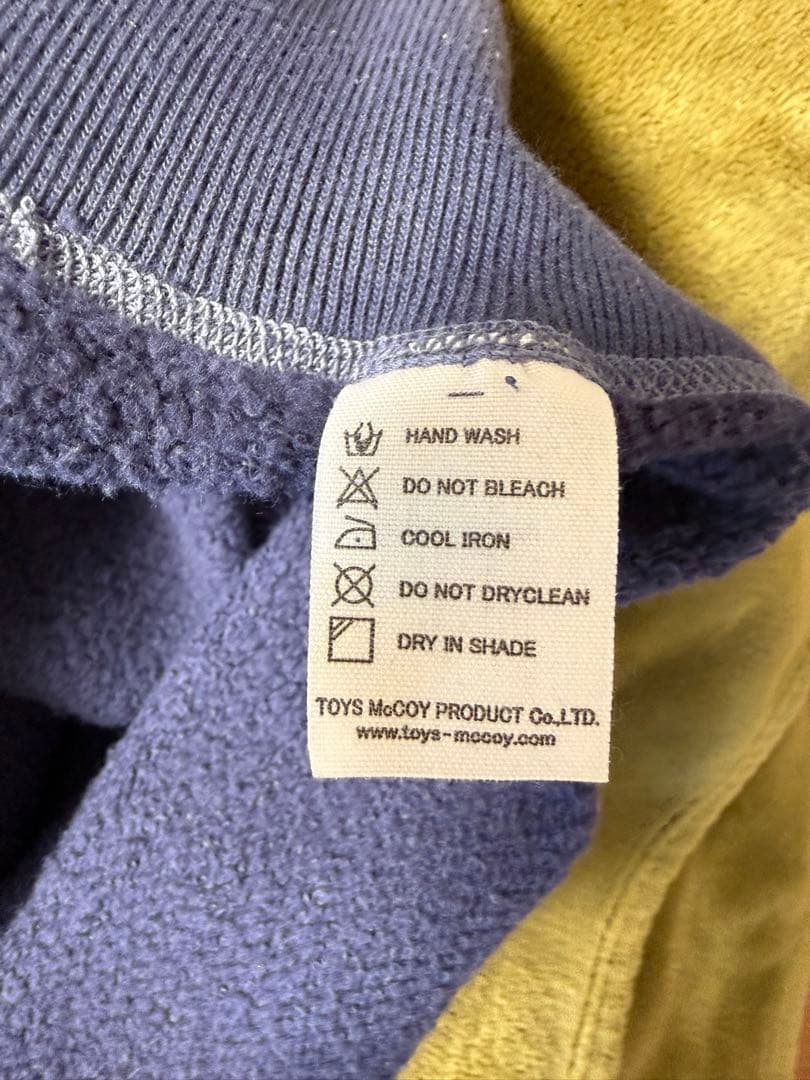 HAND WASH
DO NOT BLEACH
COOL IRON
DO NOT DRYCLEAN
DRY IN SHADE
TOYS McCOY PRODUCT Co.,LTD.
www.toys-mccoy.com